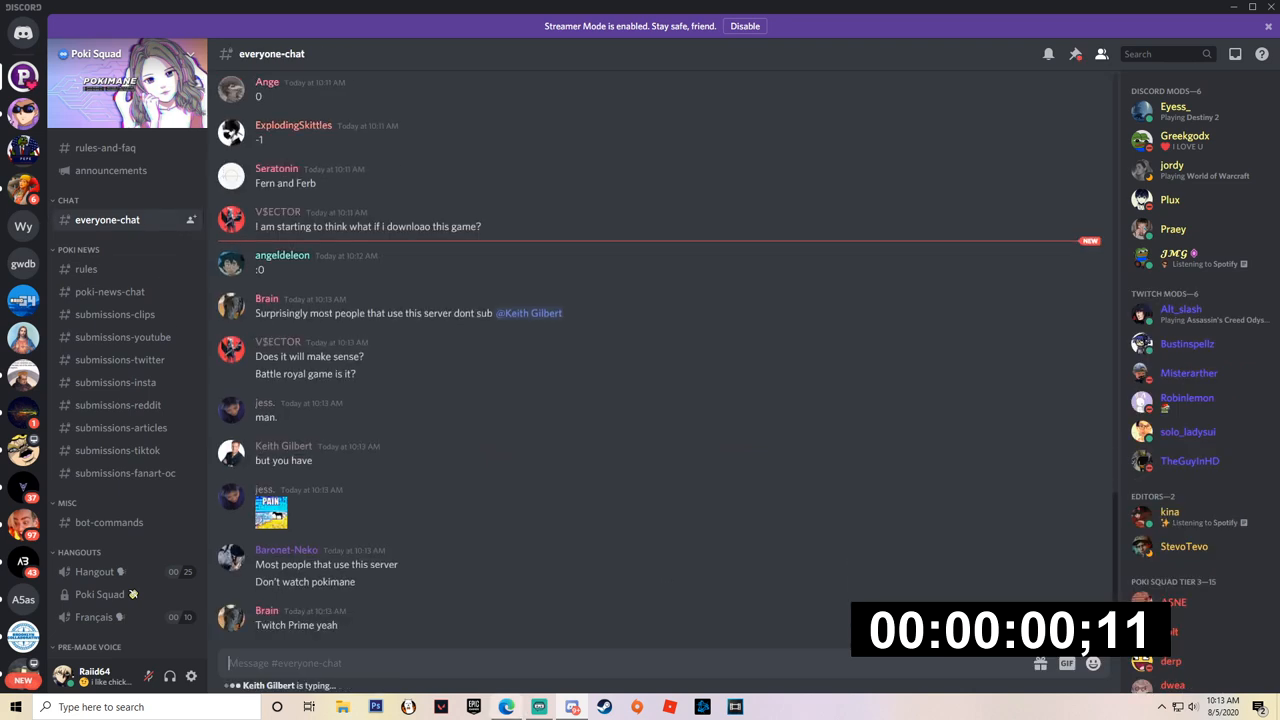 DISCORD
Streamer Mode is enabled. Stay safe, friend.
Disable
Poki Squad
POKIMANE
rules-and-faq
announcements
CHAT
everyone-chat
POKI NEWS
rules
poki-news-chat
submissions-clips
submissions-youtube
submissions-twitter
submissions-insta
submissions-reddit
submissions-articles
submissions-tiktok
submissions-fanart-oc
MISC
bot-commands
HANGOUTS
Hangout
00 25
Poki Squad
Français
00 10
PRE-MADE VOICE
Raiid64
i like chick...
6
Wy
gwdb
1
37
97
A3
43
A5as
NEW
everyone-chat
Search
Ange Today at 10:11 AM
0
ExplodingSkittles Today at 10:11 AM
-1
Seratonin Today at 10:11 AM
Fern and Ferb
V$ECTOR Today at 10:11 AM
I am starting to think what if i downloao this game?
NEW
angeldeleon Today at 10:12 AM
:0
Brain Today at 10:13 AM
Surprisingly most people that use this server dont sub @Keith Gilbert
V$ECTOR Today at 10:13 AM
Does it will make sense?
Battle royal game is it?
jess. Today at 10:13 AM
man.
Keith Gilbert Today at 10:13 AM
but you have
jess. Today at 10:13 AM
PAIN
Baronet-Neko Today at 10:13 AM
Most people that use this server
Don't watch pokimane
Brain Today at 10:13 AM
Twitch Prime yeah
Message #everyone-chat
GIF
Keith Gilbert is typing...
DISCORD MODS—6
Eyess_
Playing Destiny 2
Greekgodx
I LOVE U
jordy
Playing World of Warcraft
Plux
Praey
JMG
Listening to Spotify
TWITCH MODS—6
Alt_slash
Playing Assassin's Creed Odys...
Bustinspellz
Misterarther
Robinlemon
solo_ladysui
TheGuyInHD
EDITORS—2
kina
Listening to Spotify
StevoTevo
POKI SQUAD TIER 3—15
derp
dwea
00:00:00;11
Type here to search
EPIC
10:13 AM
8/5/2020
2